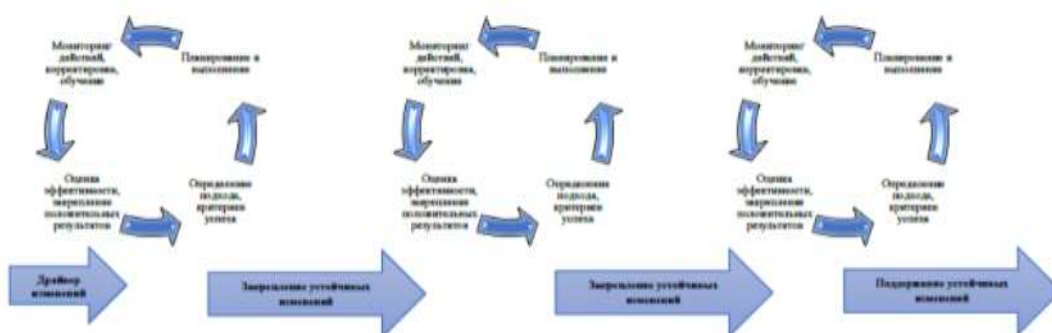 Мониторинг
действий,
корректировка,
обучение
Планирование и
выполнение
Оценка
эффективности,
закрепление
положительных
результатов
Определение
подхода,
критериев
успеха
Мониторинг
действий,
корректировка,
обучение
Планирование и
выполнение
Оценка
эффективности,
закрепление
положительных
результатов
Определение
подхода,
критериев
успеха
Мониторинг
действий,
корректировка,
обучение
Планирование и
выполнение
Оценка
эффективности,
закрепление
положительных
результатов
Определение
подхода,
критериев
успеха
Драйвер
изменений
Закрепление устойчивых
изменений
Закрепление устойчивых
изменений
Поддержание устойчивых
изменений